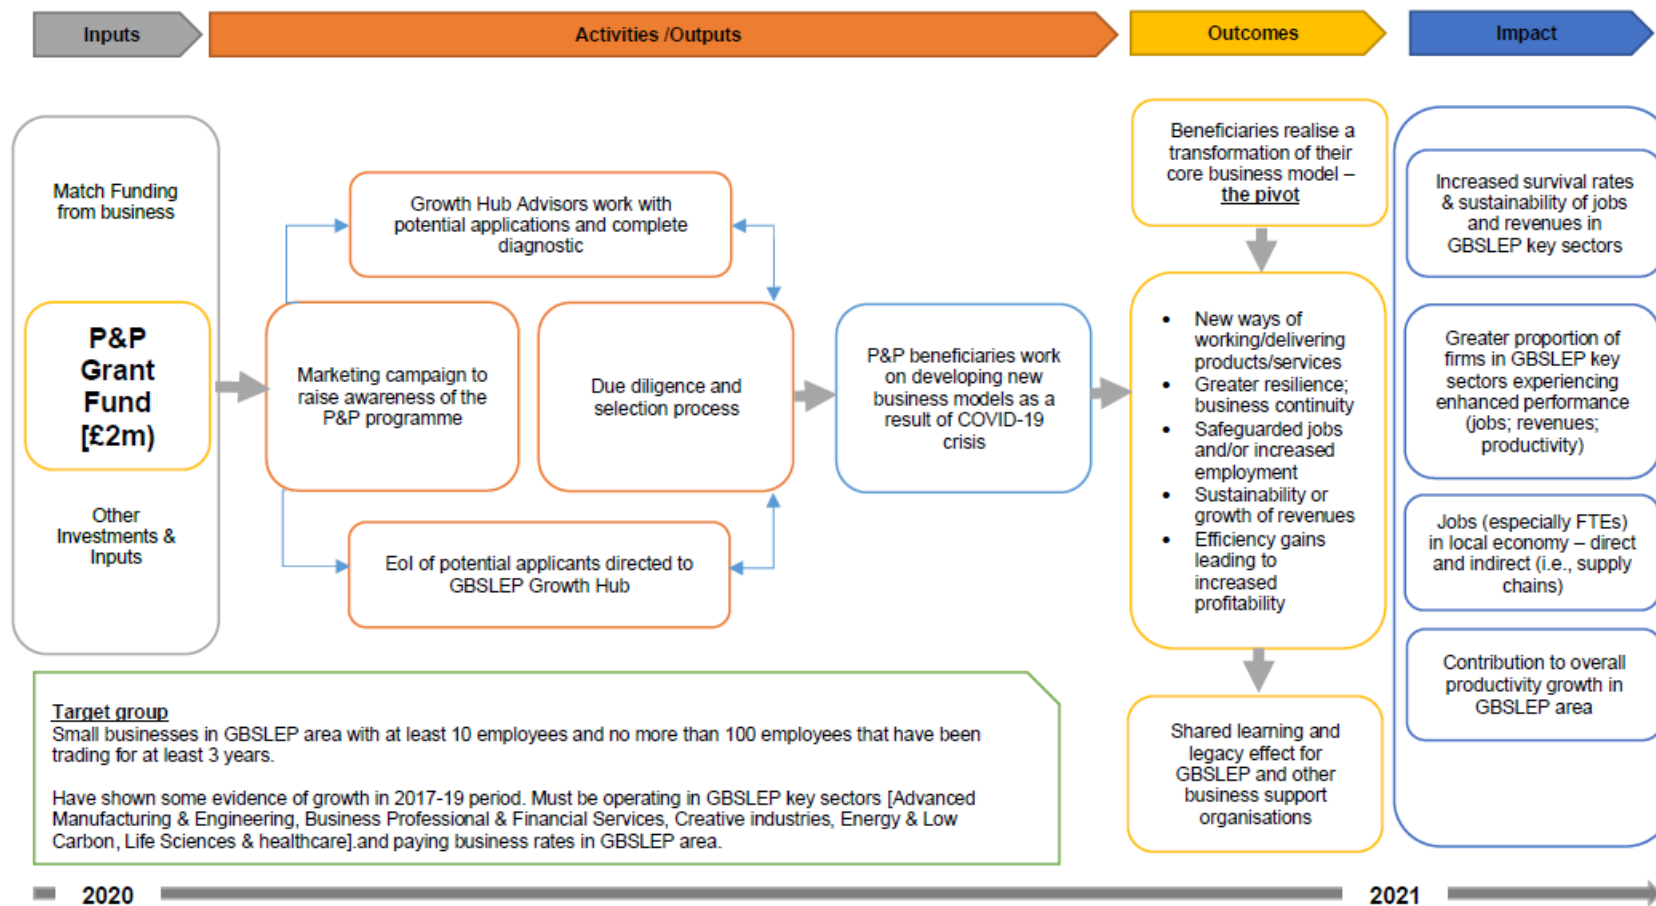 Inputs
Activities /Outputs
Outcomes
Impact
Match Funding
from business
P&P
Grant
Fund
[£2m)
Other
Investments &
Inputs
Growth Hub Advisors work with
potential applications and complete
diagnostic
Marketing campaign to
raise awareness of the
P&P programme
Due diligence and
selection process
EoI of potential applicants directed to
GBSLEP Growth Hub
P&P beneficiaries work
on developing new
business models as a
result of COVID-19
crisis
Beneficiaries realise a
transformation of their
core business model –
the pivot
• New ways of
working/delivering
products/services
• Greater resilience;
business continuity
• Safeguarded jobs
and/or increased
employment
• Sustainability or
growth of revenues
• Efficiency gains
leading to
increased
profitability
Shared learning and
legacy effect for
GBSLEP and other
business support
organisations
Increased survival rates
& sustainability of jobs
and revenues in
GBSLEP key sectors
Greater proportion of
firms in GBSLEP key
sectors experiencing
enhanced performance
(jobs; revenues;
productivity)
Jobs (especially FTEs)
in local economy – direct
and indirect (i.e., supply
chains)
Contribution to overall
productivity growth in
GBSLEP area
Target group
Small businesses in GBSLEP area with at least 10 employees and no more than 100 employees that have been
trading for at least 3 years.
Have shown some evidence of growth in 2017-19 period. Must be operating in GBSLEP key sectors [Advanced
Manufacturing & Engineering, Business Professional & Financial Services, Creative industries, Energy & Low
Carbon, Life Sciences & healthcare].and paying business rates in GBSLEP area.
2020
2021